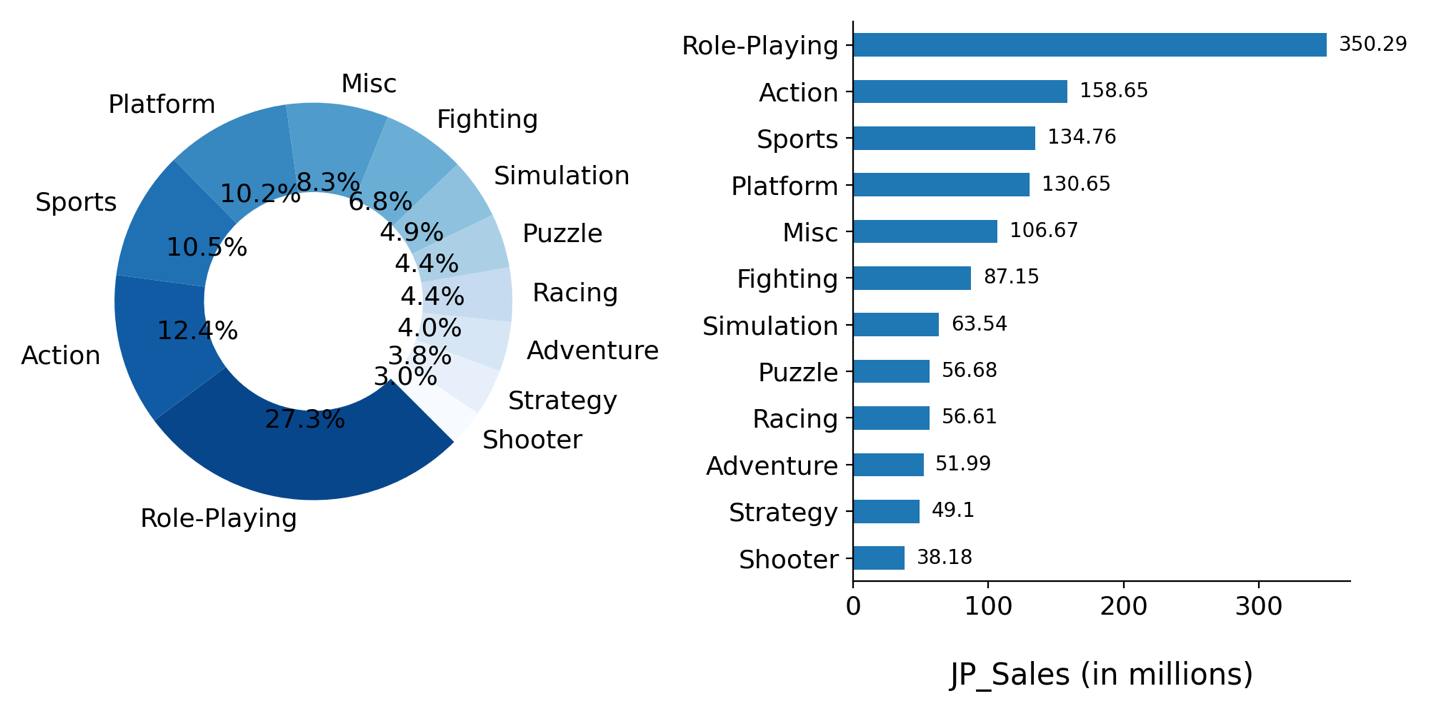 Misc
Platform
Fighting
Simulation
Sports
Puzzle
Racing
Adventure
Action
Strategy
Shooter
Role-Playing
8.3%
10.2%
6.8%
4.9%
10.5%
4.4%
4.4%
4.0%
12.4%
3.8%
3.0%
27.3%
Role-Playing 350.29
Action 158.65
Sports 134.76
Platform 130.65
Misc 106.67
Fighting 87.15
Simulation 63.54
Puzzle 56.68
Racing 56.61
Adventure 51.99
Strategy 49.1
Shooter 38.18
0 100 200 300
JP_Sales (in millions)